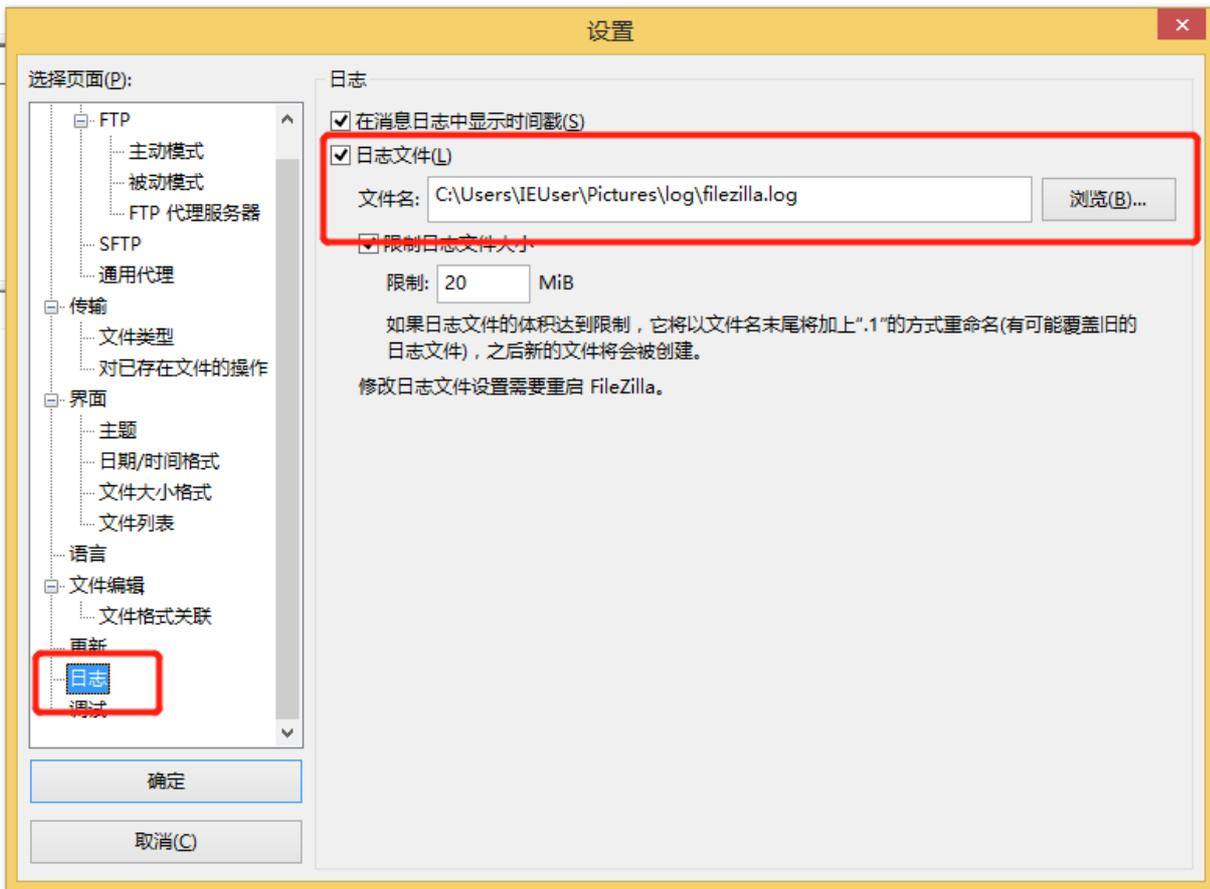 设置
选择页面(P):
FTP
主动模式
被动模式
FTP 代理服务器
SFTP
通用代理
传输
文件类型
对已存在文件的操作
界面
主题
日期/时间格式
文件大小格式
文件列表
语言
文件编辑
文件格式关联
更新
日志
调试
确定
取消(C)
日志
在消息日志中显示时间戳(S)
日志文件(L)
文件名: C:\Users\IEUser\Pictures\log\filezilla.log 浏览(B)...
限制日志文件大小
限制: 20 MiB
如果日志文件的体积达到限制，它将以文件名末尾将加上".1"的方式重命名(有可能覆盖旧的
日志文件)，之后新的文件将会被创建。
修改日志文件设置需要重启 FileZilla。